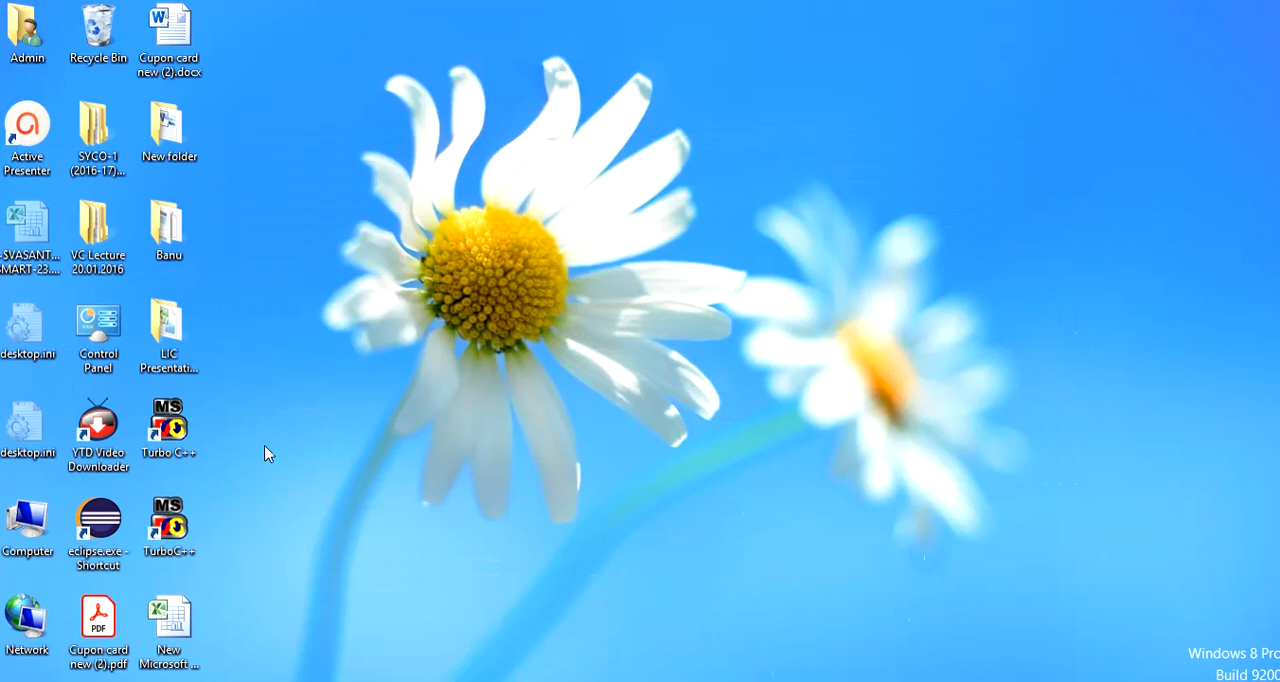 Admin
Recycle Bin
Cupon card
new (2).docx
Active
Presenter
SYCO-1
(2016-17)...
New folder
-$VASANT...
SMART-23....
VC Lecture
20.01.2016
Banu
desktop.ini
Control
Panel
LIC
Presentati...
desktop.ini
YTD Video
Downloader
MS
Turbo C++
Computer
eclipse.exe -
Shortcut
MS
TurboC++
Network
PDF
Cupon card
new (2).pdf
New
Microsoft ...
Windows 8 Pro
Build 9200